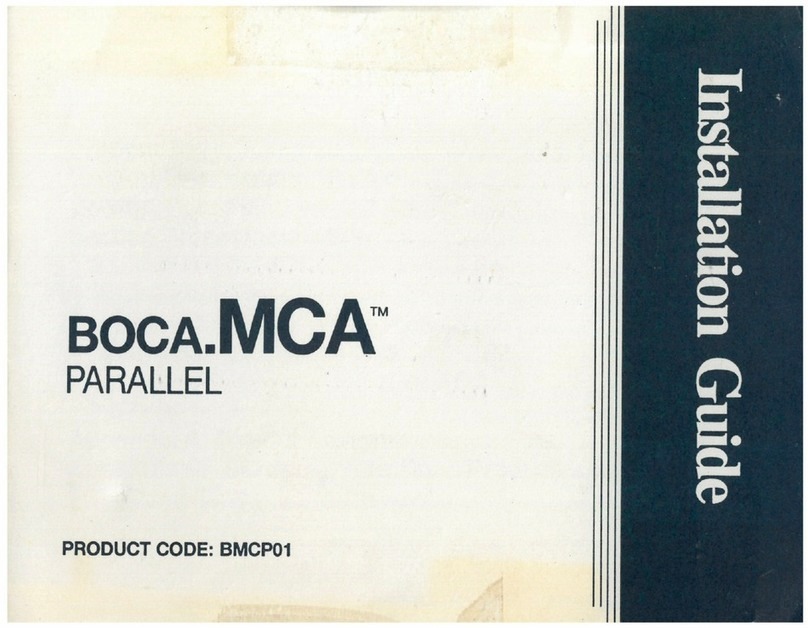 BOCA.MCA™
PARALLEL
PRODUCT CODE: BMCP01
Installation Guide